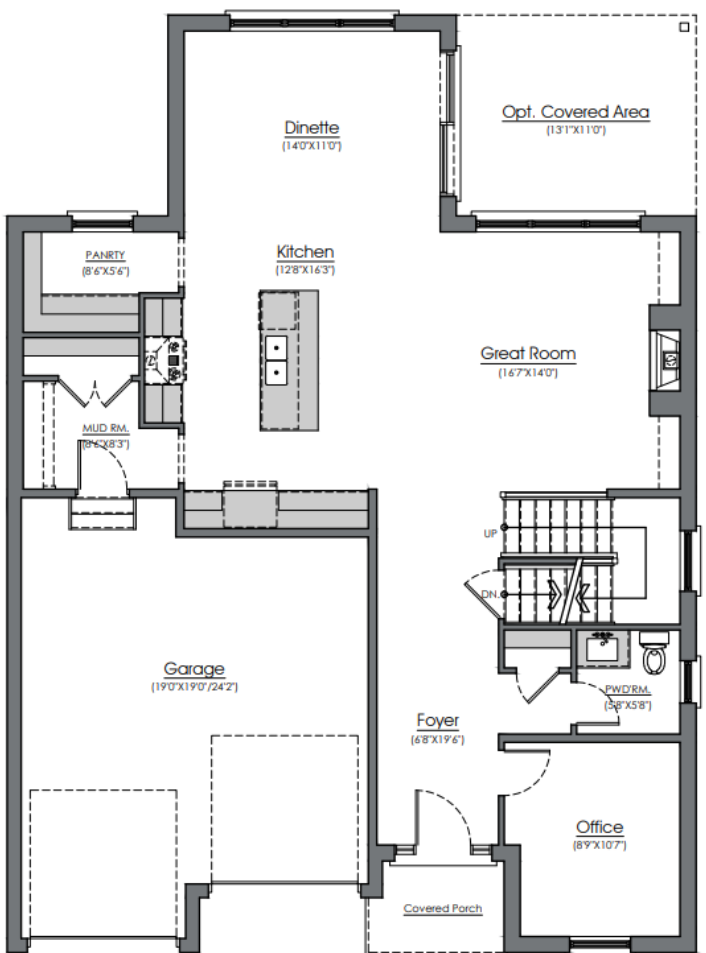 Dinette
(14'0"X11'0")
Opt. Covered Area
(13'1"X11'0")
PANRTY
(8'6"X5'6")
Kitchen
(12'8"X16'3")
Great Room
(16'7"X14'0")
MUD RM.
(8'6"X8'3")
UP
DN.
Garage
(19'0"X19'0"/24'2")
PWD'RM.
(5'8"X5'8")
Foyer
(6'8"X19'6")
Office
(8'9"X10'7")
Covered Porch